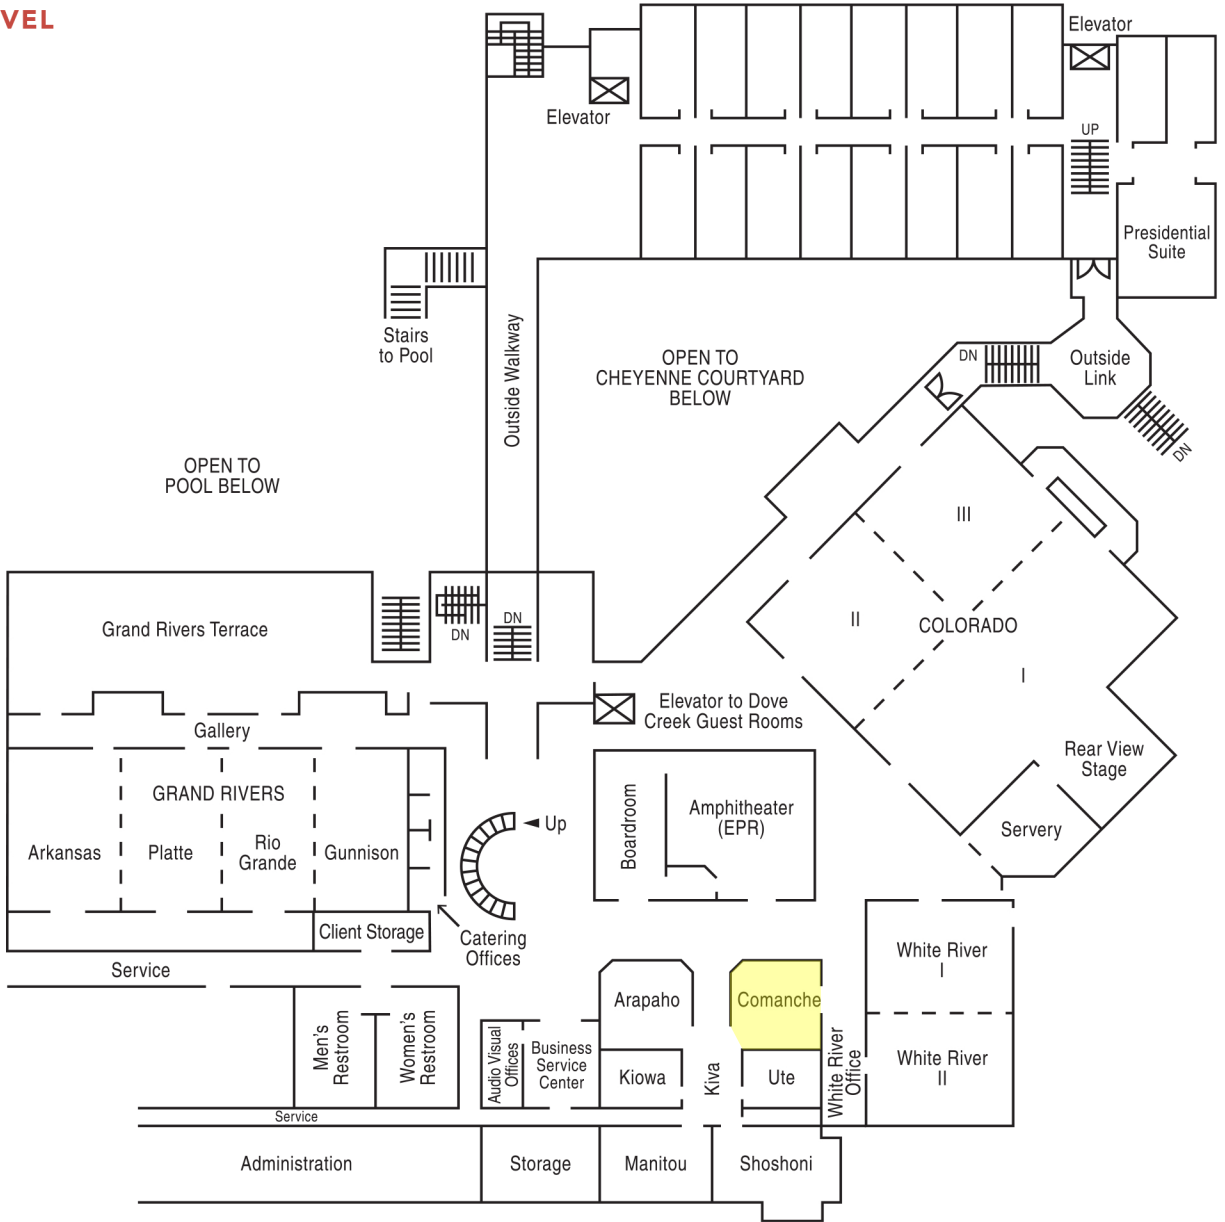 VEL
Elevator
Elevator
UP
Presidential
Suite
Stairs
to Pool
Outside Walkway
OPEN TO
CHEYENNE COURTYARD
BELOW
DN
Outside
Link
DN
OPEN TO
POOL BELOW
III
II
COLORADO
I
Grand Rivers Terrace
DN
DN
Elevator to Dove
Creek Guest Rooms
Gallery
Rear View
Stage
GRAND RIVERS
Arkansas
Platte
Rio
Grande
Gunnison
Up
Boardroom
Amphitheater
(EPR)
Servery
Client Storage
Catering
Offices
Service
White River
I
Arapaho
Comanche
Men's
Restroom
Women's
Restroom
Audio Visual
Offices
Business
Service
Center
Kiowa
Kiva
Ute
White River
Office
White River
II
Service
Administration
Storage
Manitou
Shoshoni